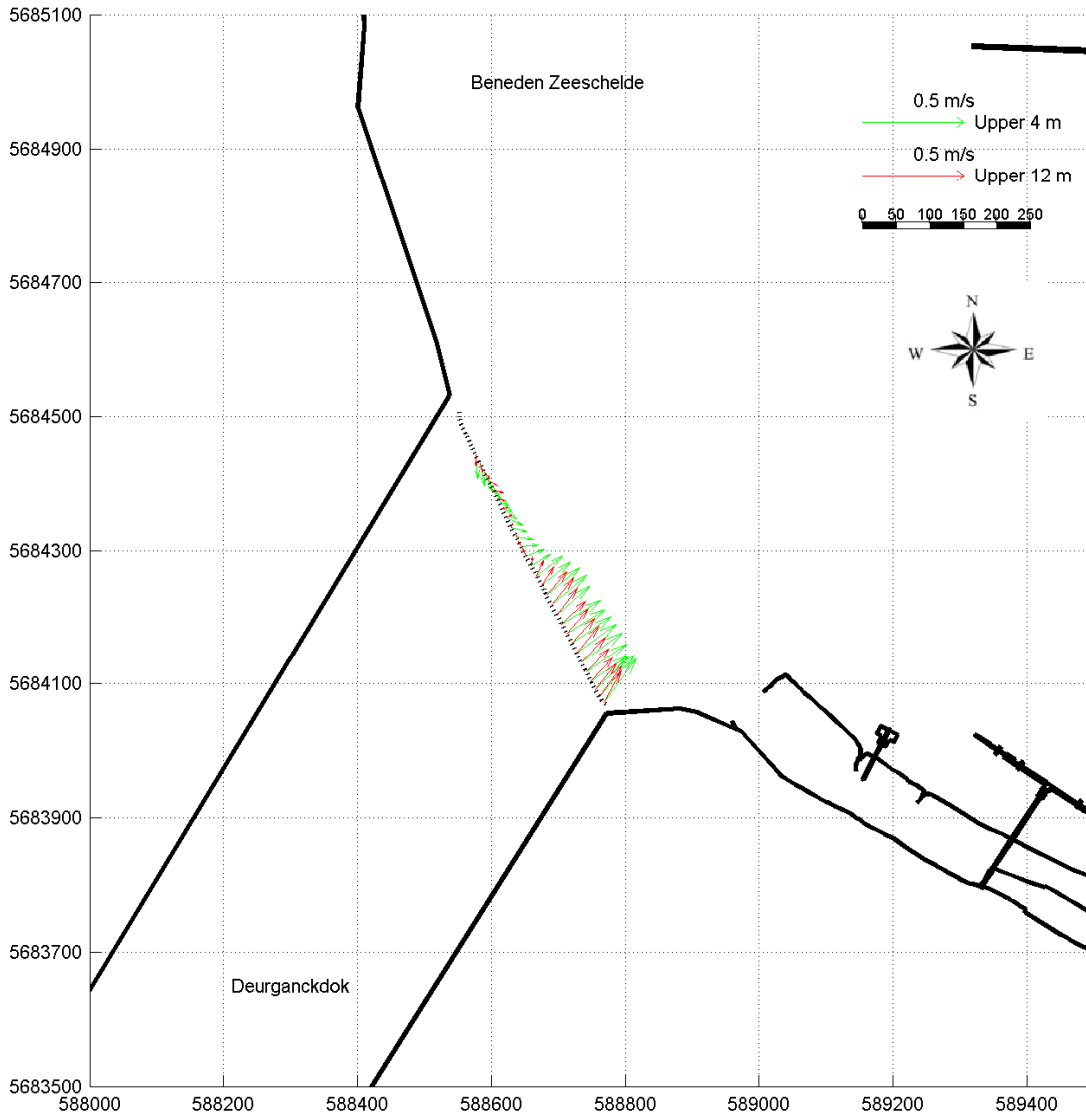 5685100
Beneden Zeeschelde
0.5 m/s
Upper 4 m
5684900
0.5 m/s
Upper 12 m
0 50 100 150 200 250
5684700
N
W E
S
5684500
5684300
5684100
5683900
5683700
Deurganckdok
5683500
588000 588200 588400 588600 588800 589000 589200 589400